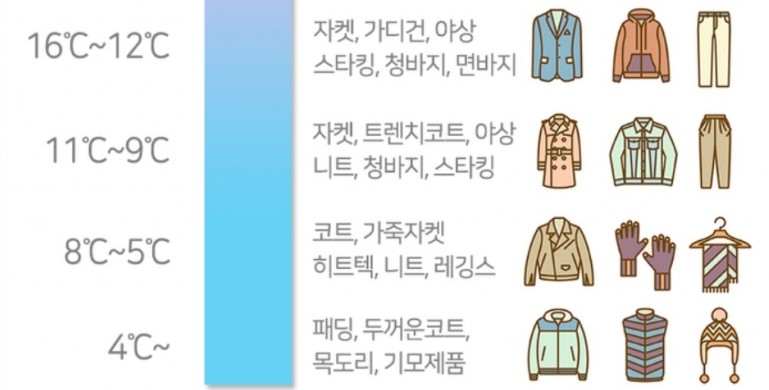 16℃~12℃
자켓, 가디건, 야상
스타킹, 청바지, 면바지
11℃~9℃
자켓, 트렌치코트, 야상
니트, 청바지, 스타킹
8℃~5℃
코트, 가죽자켓
히트텍, 니트, 레깅스
4℃~
패딩, 두꺼운코트,
목도리, 기모제품